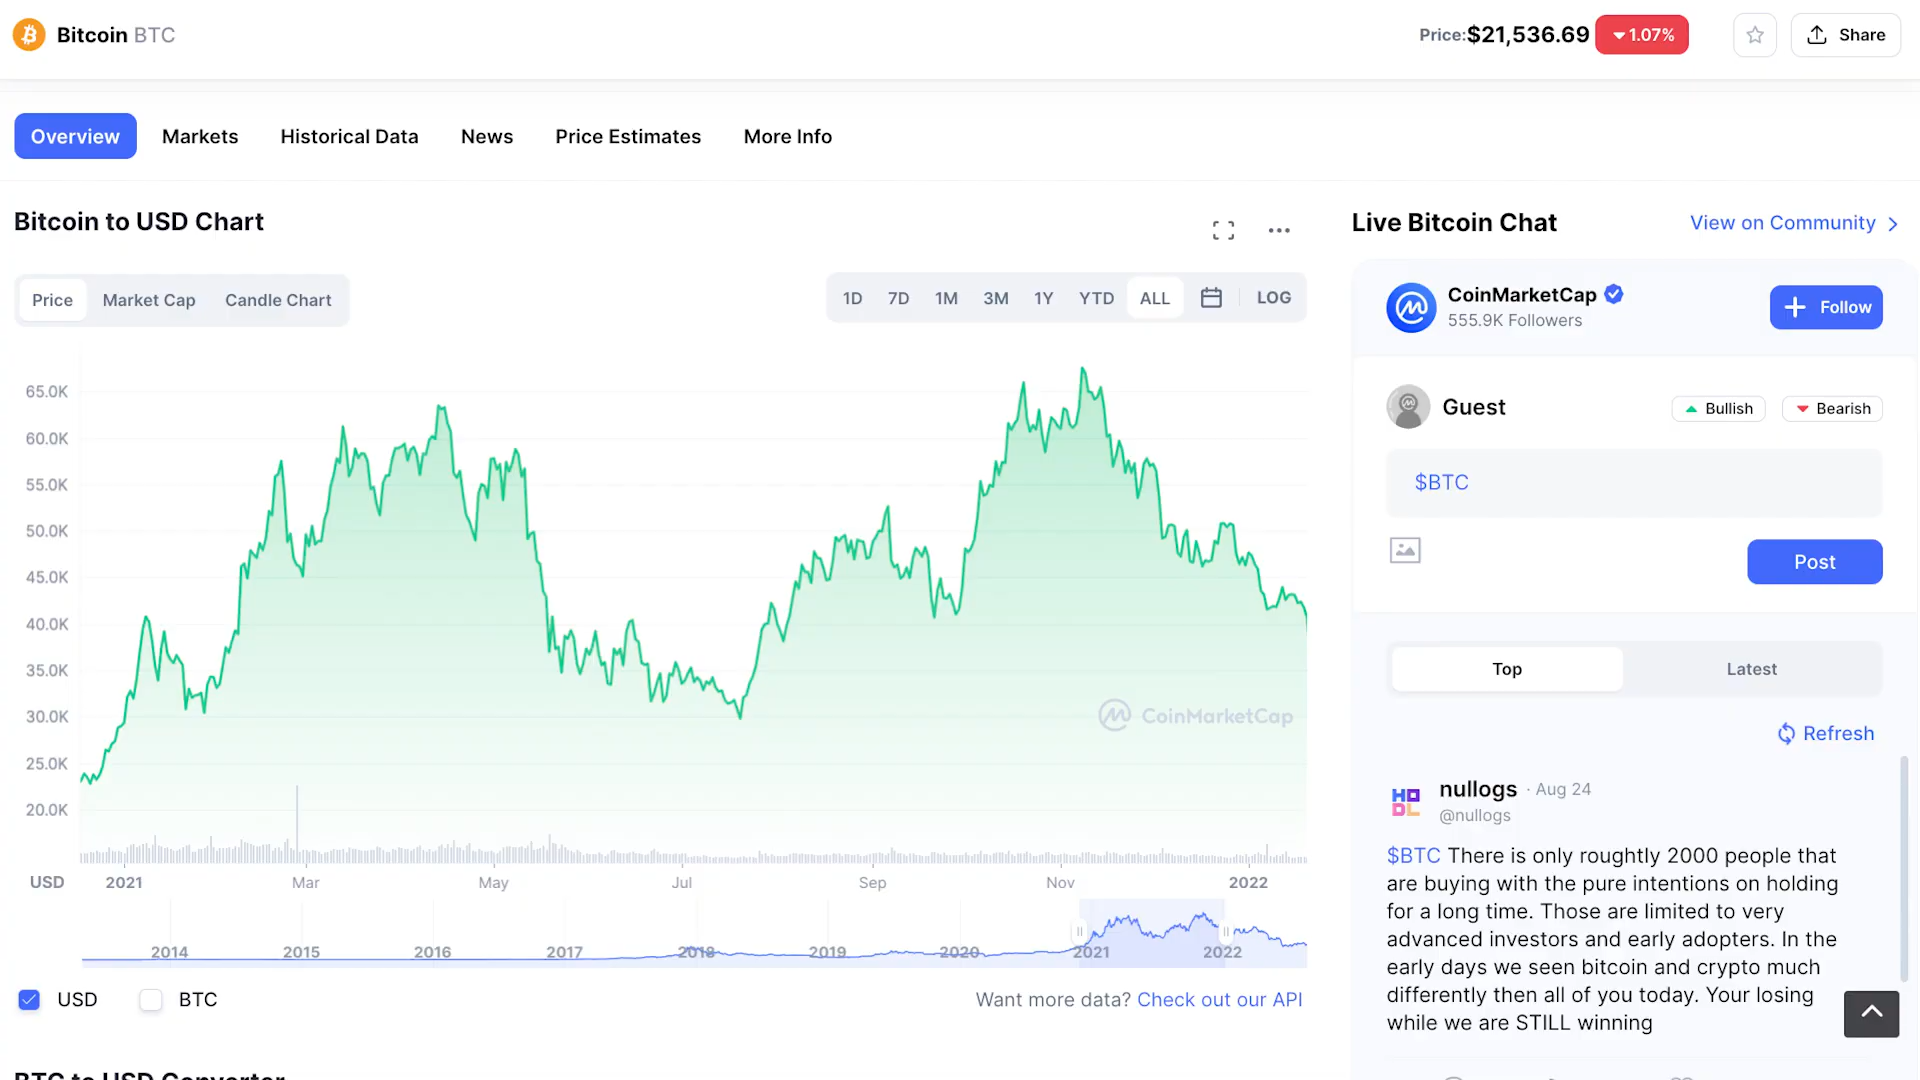 Bitcoin BTC
Price:$21,536.69 1.07%
Share
Overview Markets Historical Data News Price Estimates More Info
Bitcoin to USD Chart
Price Market Cap Candle Chart
1D 7D 1M 3M 1Y YTD ALL LOG
65.0K
60.0K
55.0K
50.0K
45.0K
40.0K
35.0K
30.0K
25.0K
20.0K
CoinMarketCap
USD 2021 Mar May Jul Sep Nov 2022
2014 2015 2016 2017 2018 2019 2020 2021 2022
USD BTC
Want more data? Check out our API
BTC to USD Converter
Live Bitcoin Chat
View on Community
CoinMarketCap
555.9K Followers
Follow
Guest
Bullish Bearish
$BTC
Post
Top Latest
Refresh
HODL
nullogs · Aug 24
@nullogs
$BTC There is only roughtly 2000 people that
are buying with the pure intentions on holding
for a long time. Those are limited to very
advanced investors and early adopters. In the
early days we seen bitcoin and crypto much
differently then all of you today. Your losing
while we are STILL winning